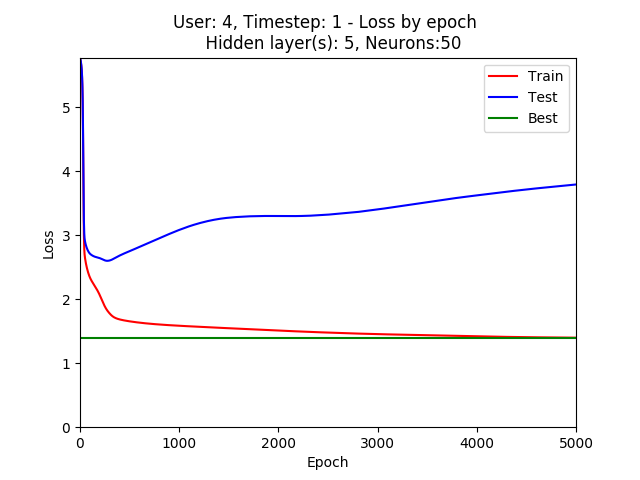 User: 4, Timestep: 1 - Loss by epoch
Hidden layer(s): 5, Neurons:50
Train
Test
Best
Loss
5
4
3
2
1
0
0 1000 2000 3000 4000 5000
Epoch